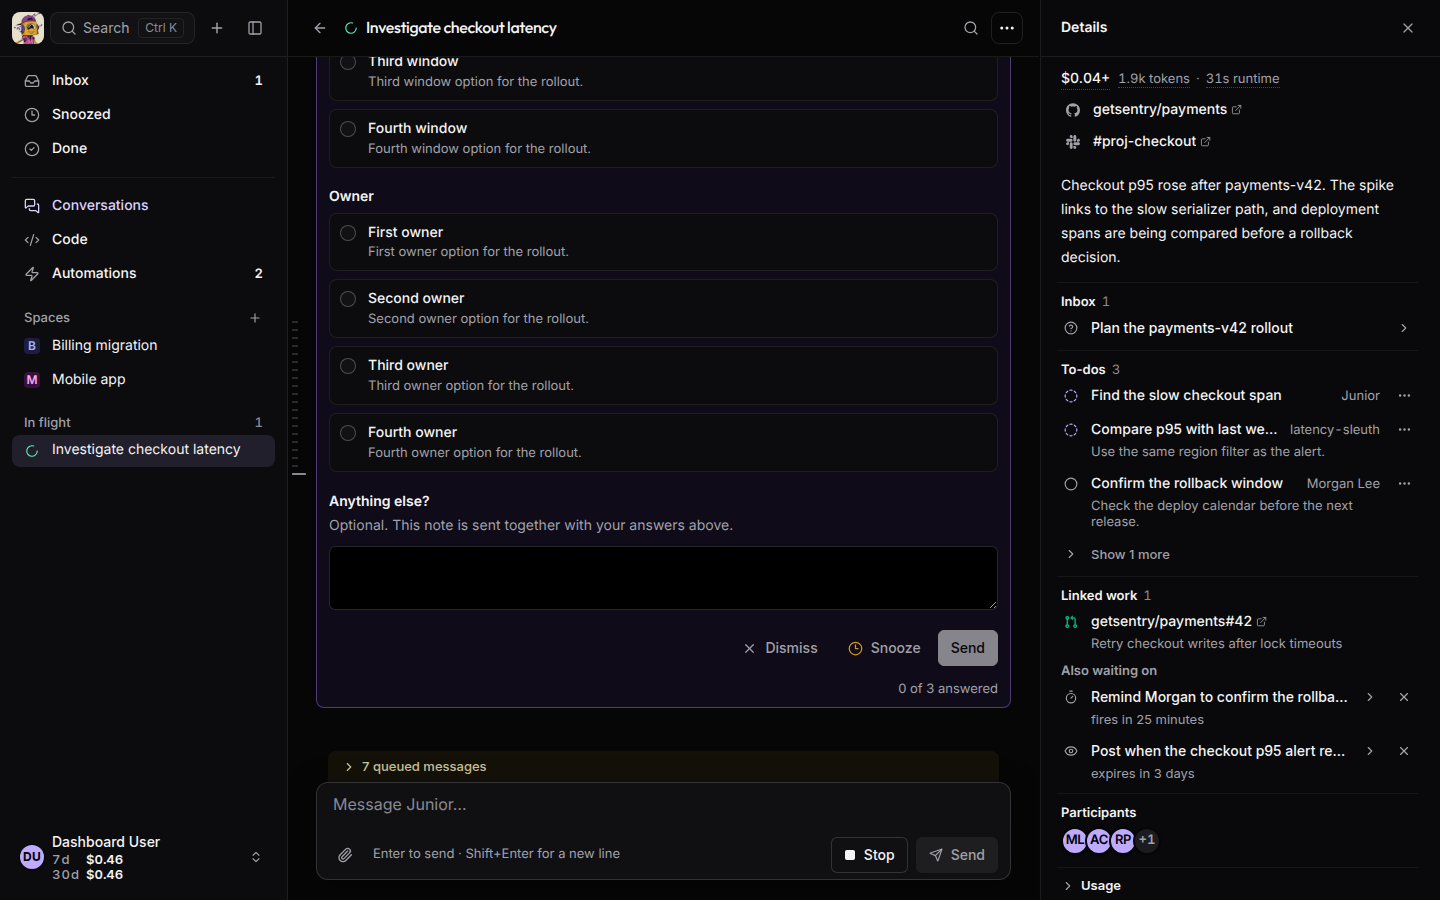 Search Ctrl K
Inbox 1
Snoozed
Done
Conversations
Code
Automations 2
Spaces
B Billing migration
M Mobile app
In flight 1
Investigate checkout latency
DU Dashboard User
7d $0.46
30d $0.46
Investigate checkout latency
Third window
Third window option for the rollout.
Fourth window
Fourth window option for the rollout.
Owner
First owner
First owner option for the rollout.
Second owner
Second owner option for the rollout.
Third owner
Third owner option for the rollout.
Fourth owner
Fourth owner option for the rollout.
Anything else?
Optional. This note is sent together with your answers above.
Dismiss Snooze Send
0 of 3 answered
7 queued messages
Message Junior...
Enter to send · Shift+Enter for a new line
Stop Send
Details
$0.04+ 1.9k tokens · 31s runtime
getsentry/payments
#proj-checkout
Checkout p95 rose after payments-v42. The spike
links to the slow serializer path, and deployment
spans are being compared before a rollback
decision.
Inbox 1
Plan the payments-v42 rollout
To-dos 3
Find the slow checkout span Junior
Compare p95 with last we... latency-sleuth
Use the same region filter as the alert.
Confirm the rollback window Morgan Lee
Check the deploy calendar before the next
release.
Show 1 more
Linked work 1
getsentry/payments#42
Retry checkout writes after lock timeouts
Also waiting on
Remind Morgan to confirm the rollba...
fires in 25 minutes
Post when the checkout p95 alert re...
expires in 3 days
Participants
ML AC RP +1
Usage